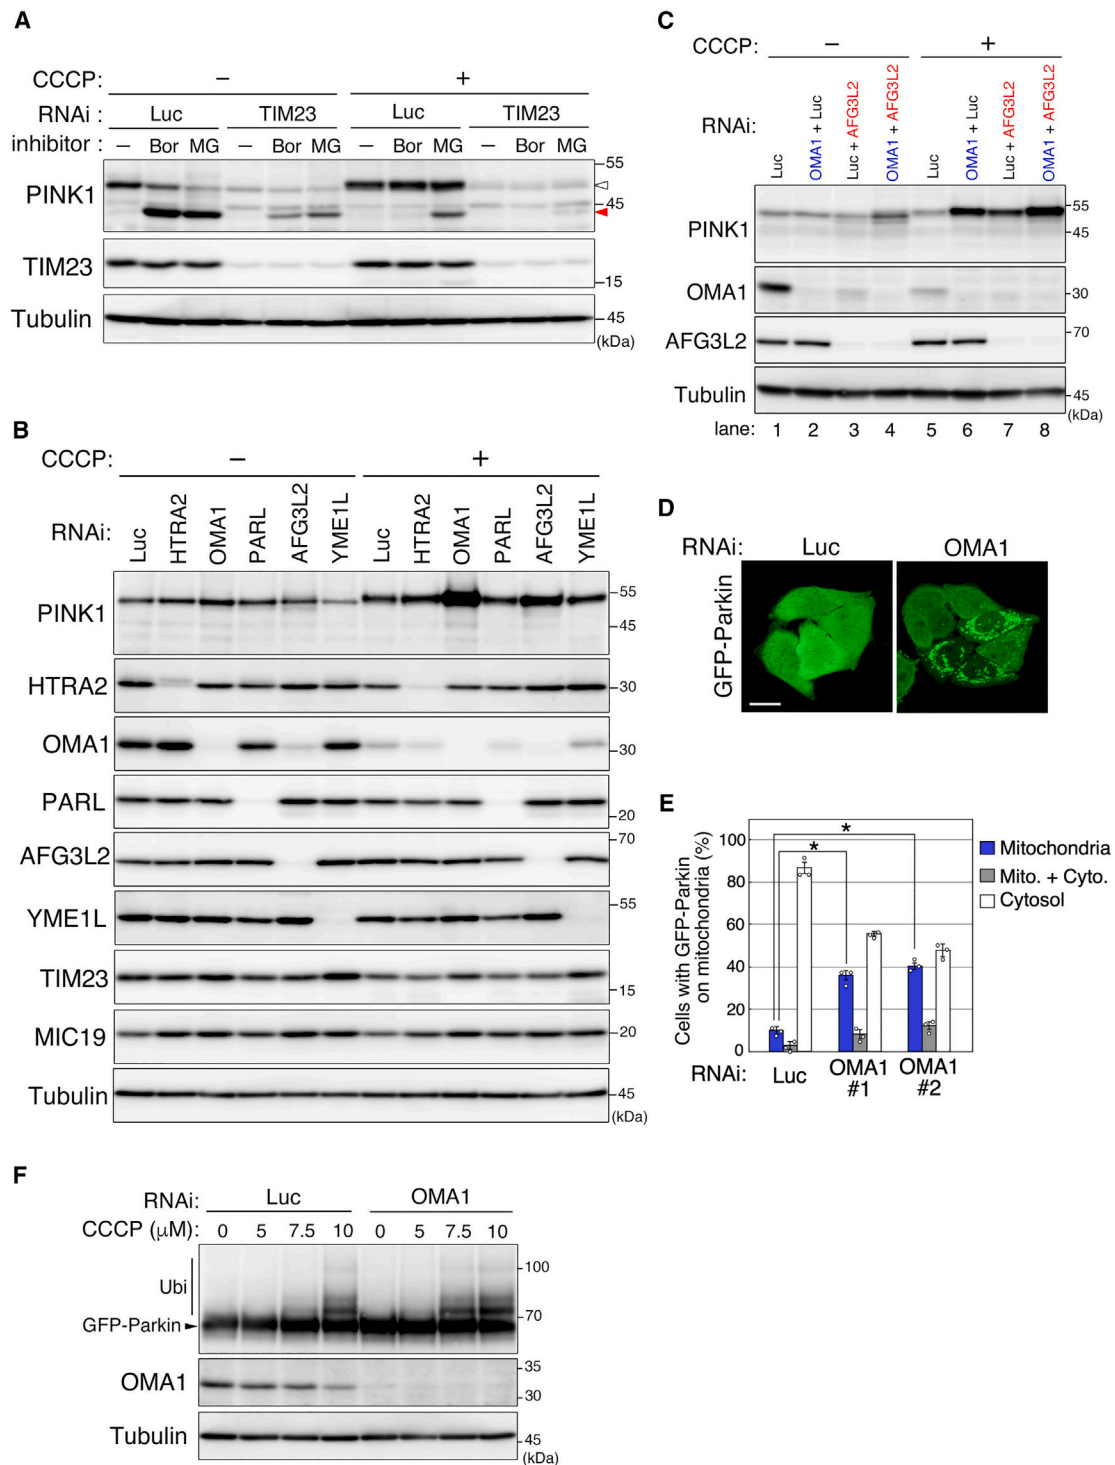 A
CCCP: − +
RNAi : Luc TIM23 Luc TIM23
inhibitor : − Bor MG − Bor MG − Bor MG − Bor MG
PINK1 55 45
TIM23 15
Tubulin 45
(kDa)
B
CCCP: − +
RNAi: Luc HTRA2 OMA1 PARL AFG3L2 YME1L Luc HTRA2 OMA1 PARL AFG3L2 YME1L
PINK1 55 45
HTRA2 30
OMA1 30
PARL 20
AFG3L2 70
YME1L 55
TIM23 15
MIC19 20
Tubulin 45
(kDa)
C
CCCP: − +
RNAi: Luc OMA1 + Luc Luc + AFG3L2 OMA1 + AFG3L2 Luc OMA1 + Luc Luc + AFG3L2 OMA1 + AFG3L2
PINK1 55 45
OMA1 30
AFG3L2 70
Tubulin 45
(kDa)
lane: 1 2 3 4 5 6 7 8
D
RNAi: Luc OMA1
GFP-Parkin
E
Cells with GFP-Parkin
on mitochondria (%)
100
80
60
40
20
0
* *
Mitochondria
Mito. + Cyto.
Cytosol
RNAi: Luc OMA1 #1 OMA1 #2
F
RNAi: Luc OMA1
CCCP (μM): 0 5 7.5 10 0 5 7.5 10
Ubi 100
GFP-Parkin 70
OMA1 35 30
Tubulin 45
(kDa)